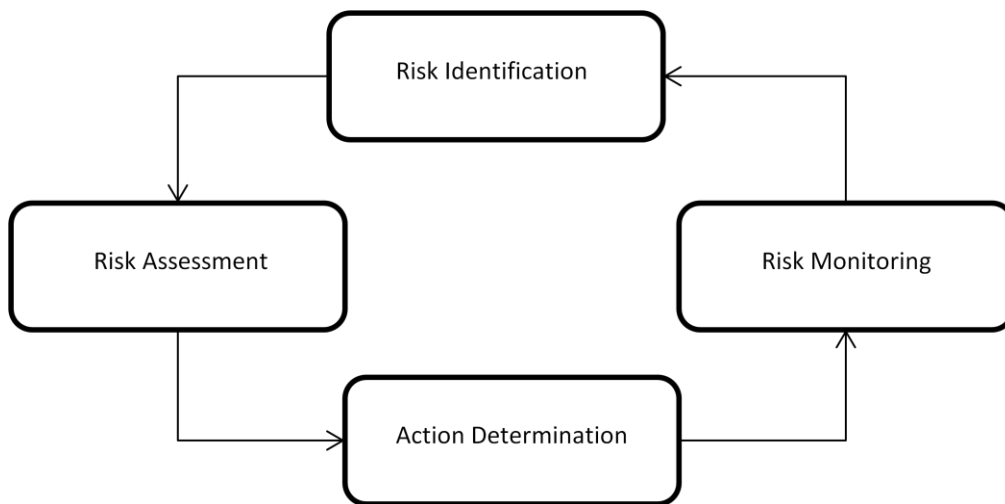 Risk Identification
Risk Assessment
Risk Monitoring
Action Determination